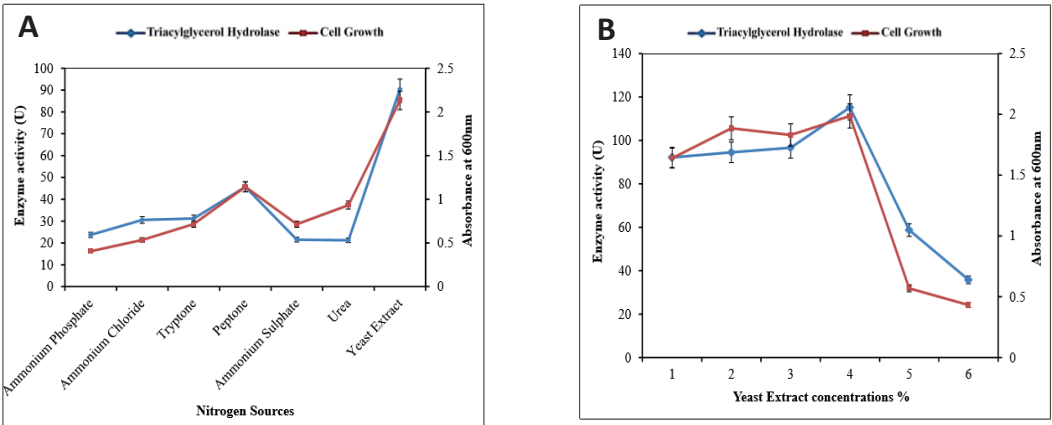 A
Triacylglycerol Hydrolase
Cell Growth
Enzyme activity (U)
100
90
80
70
60
50
40
30
20
10
0
2.5
2
1.5
1
0.5
0
Absorbance at 600nm
Ammonium Phosphate
Ammonium Chloride
Tryptone
Peptone
Ammonium Sulphate
Urea
Yeast Extract
Nitrogen Sources
B
Triacylglycerol Hydrolase
Cell Growth
Enzyme activity (U)
140
120
100
80
60
40
20
0
2.5
2
1.5
1
0.5
0
Absorbance at 600nm
1 2 3 4 5 6
Yeast Extract concentrations %